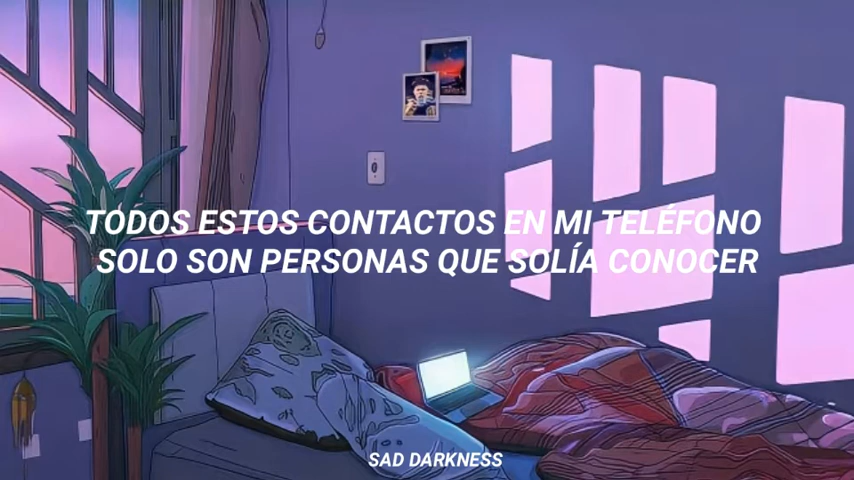 TODOS ESTOS CONTACTOS EN MI TELÉFONO
SOLO SON PERSONAS QUE SOLÍA CONOCER
SAD DARKNESS